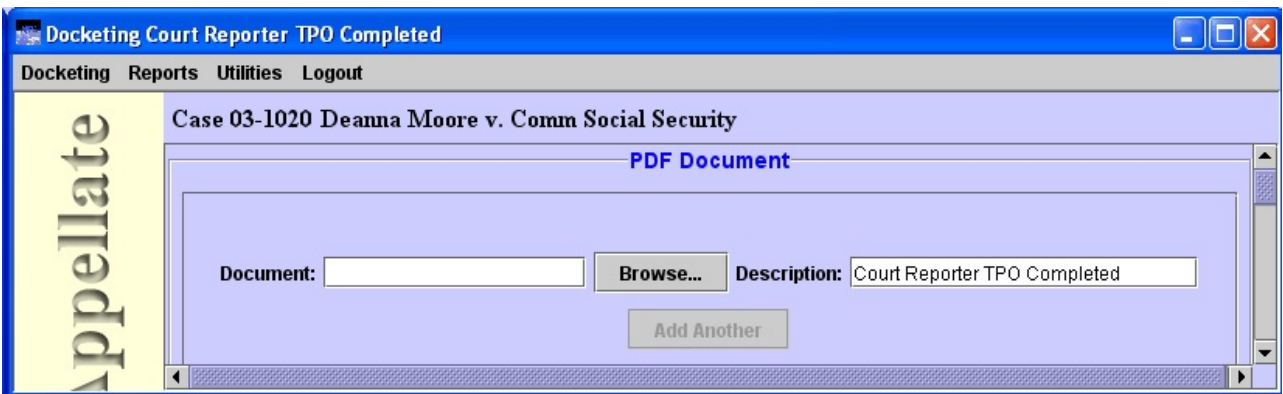 Docketing Court Reporter TPO Completed
Docketing Reports Utilities Logout
Appellate
Case 03-1020 Deanna Moore v. Comm Social Security
PDF Document
Document: Browse... Description: Court Reporter TPO Completed
Add Another